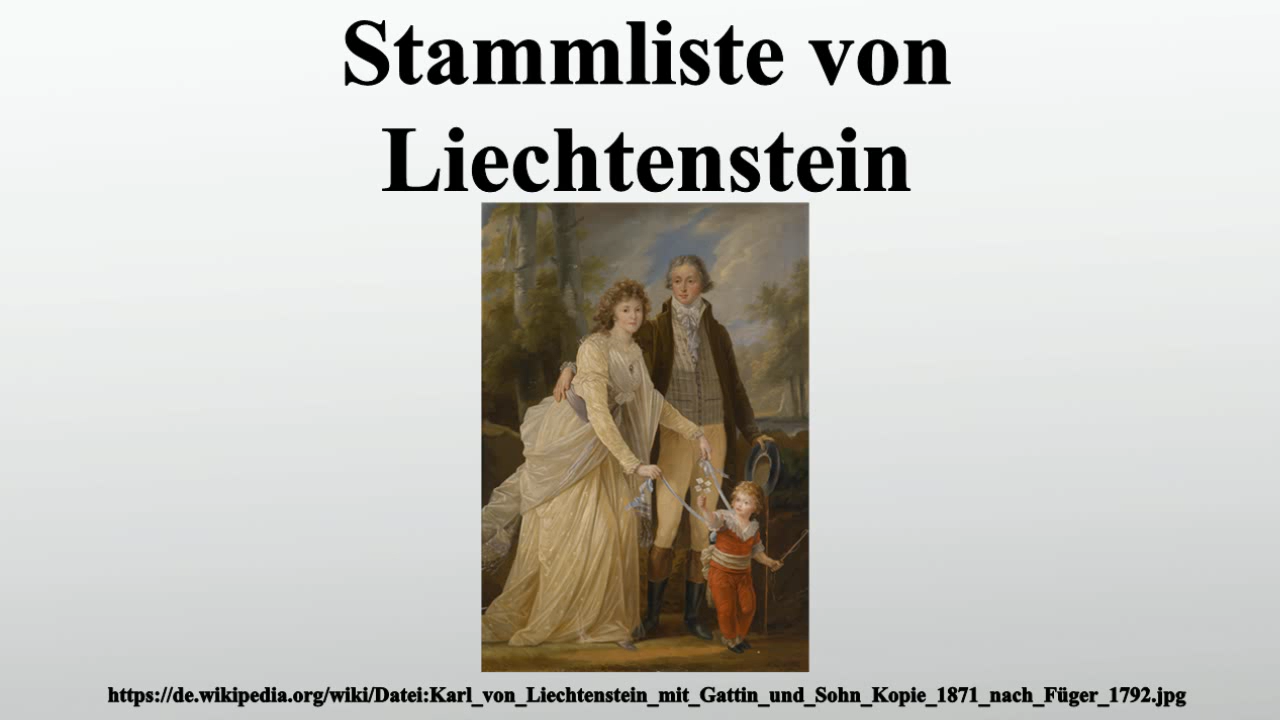 Stammliste von
Liechtenstein
https://de.wikipedia.org/wiki/Datei:Karl_von_Liechtenstein_mit_Gattin_und_Sohn_Kopie_1871_nach_Füger_1792.jpg